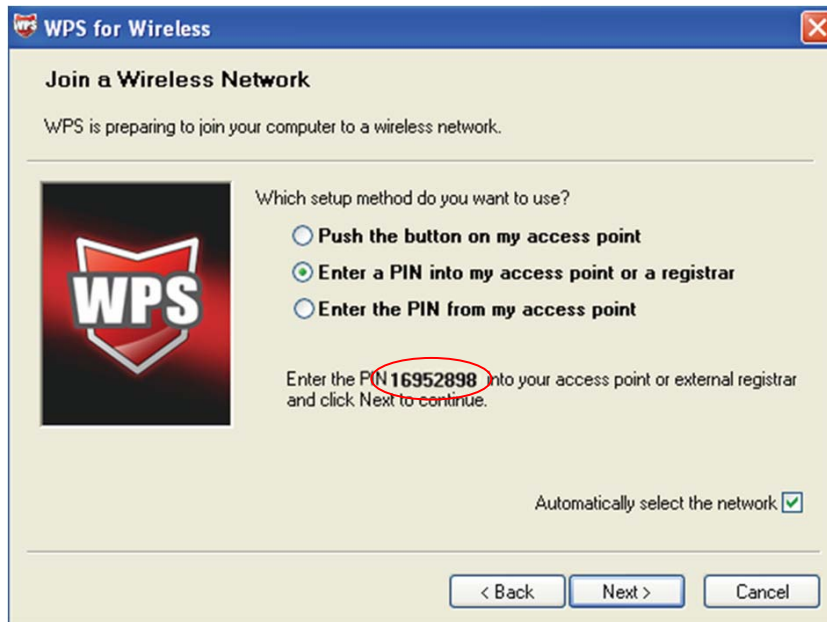 WPS for Wireless
Join a Wireless Network
WPS is preparing to join your computer to a wireless network.
Which setup method do you want to use?
Push the button on my access point
Enter a PIN into my access point or a registrar
Enter the PIN from my access point
WPS
Enter the PIN 16952898 into your access point or external registrar
and click Next to continue.
Automatically select the network
< Back
Next >
Cancel